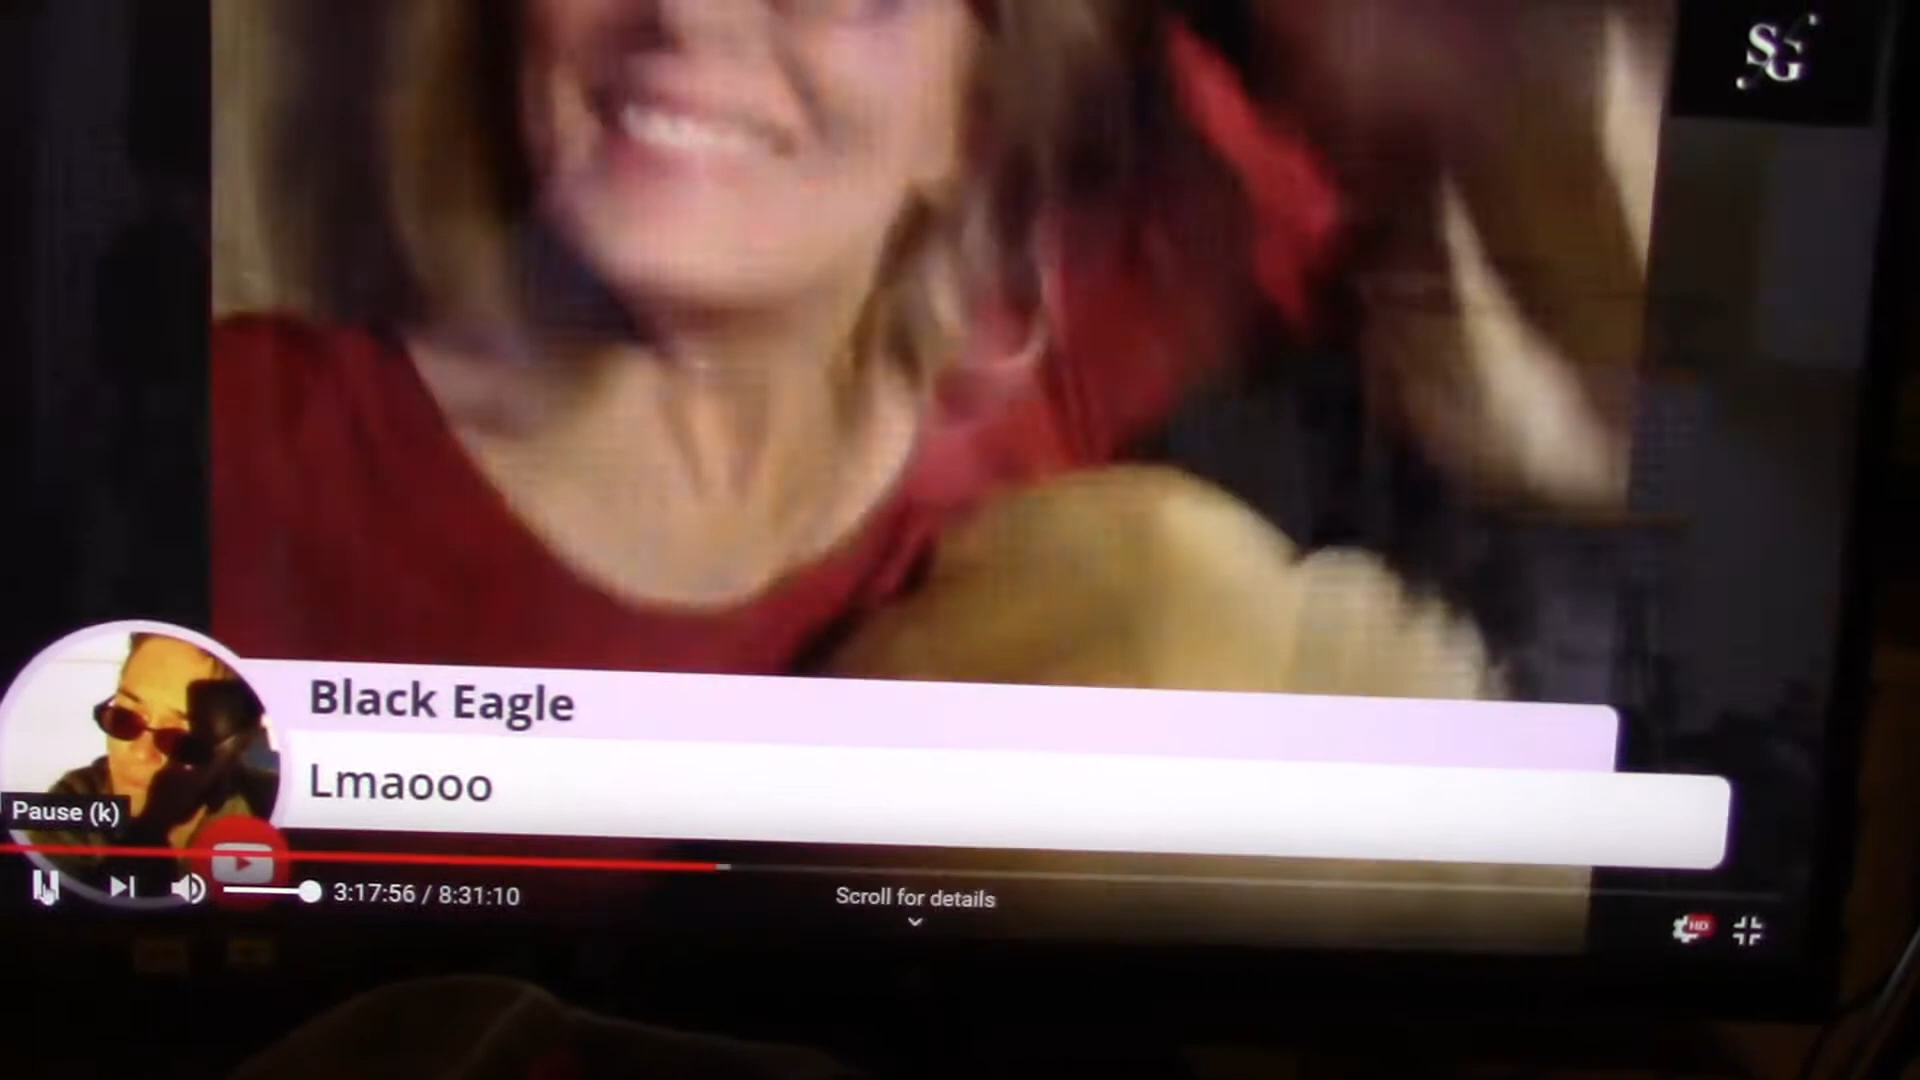 SG
Black Eagle
Lmaooo
Pause (k)
3:17:56 / 8:31:10
Scroll for details
HD